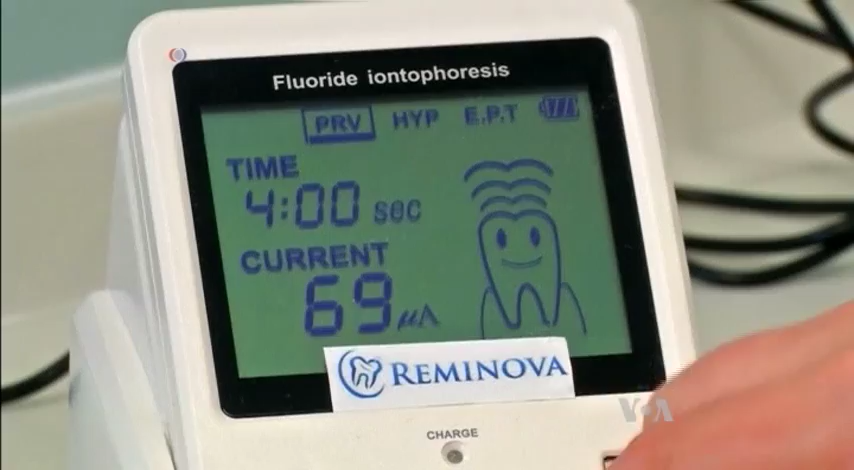 Fluoride iontophoresis
PRV HYP E.P.T
TIME
4:00 sec
CURRENT
69 μA
REMINOVA
CHARGE
VOA